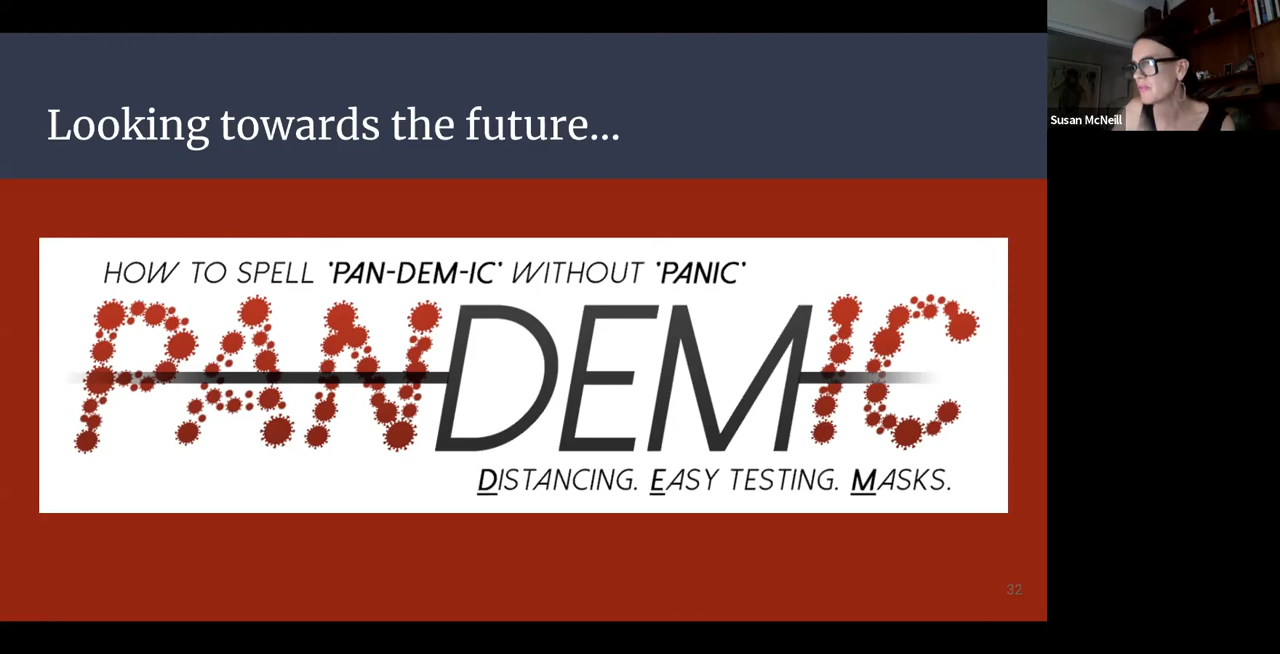 Looking towards the future...
HOW TO SPELL 'PAN-DEM-IC' WITHOUT 'PANIC'
PANDEMIC
DISTANCING. EASY TESTING. MASKS.
32
Susan McNeill